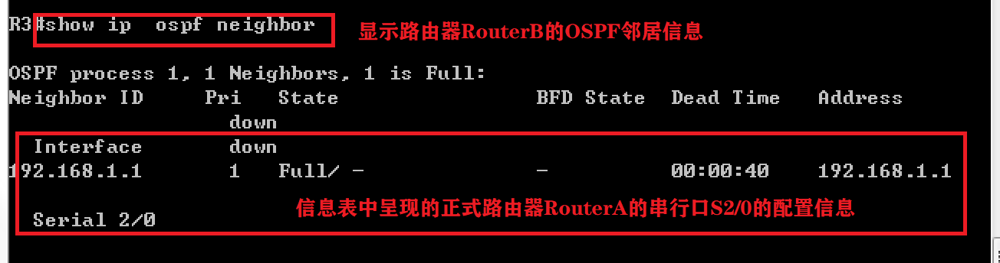 R3#show ip  ospf neighbor
显示路由器RouterB的OSPF邻居信息
OSPF process 1, 1 Neighbors, 1 is Full:
Neighbor ID     Pri   State                BFD State  Dead Time   Address
down
Interface       down
192.168.1.1       1   Full/ -              -          00:00:40    192.168.1.1
信息表中呈现的正式路由器RouterA的串行口S2/0的配置信息
Serial 2/0